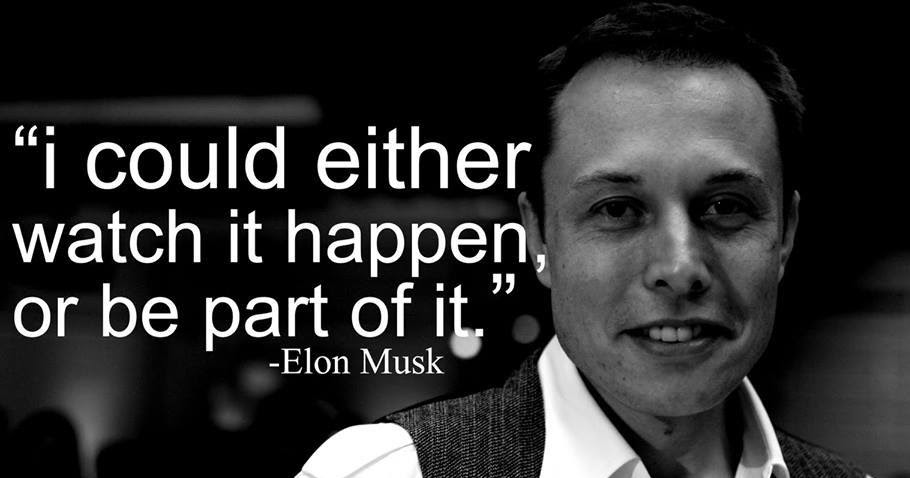 “i could either
watch it happen,
or be part of it.”
-Elon Musk